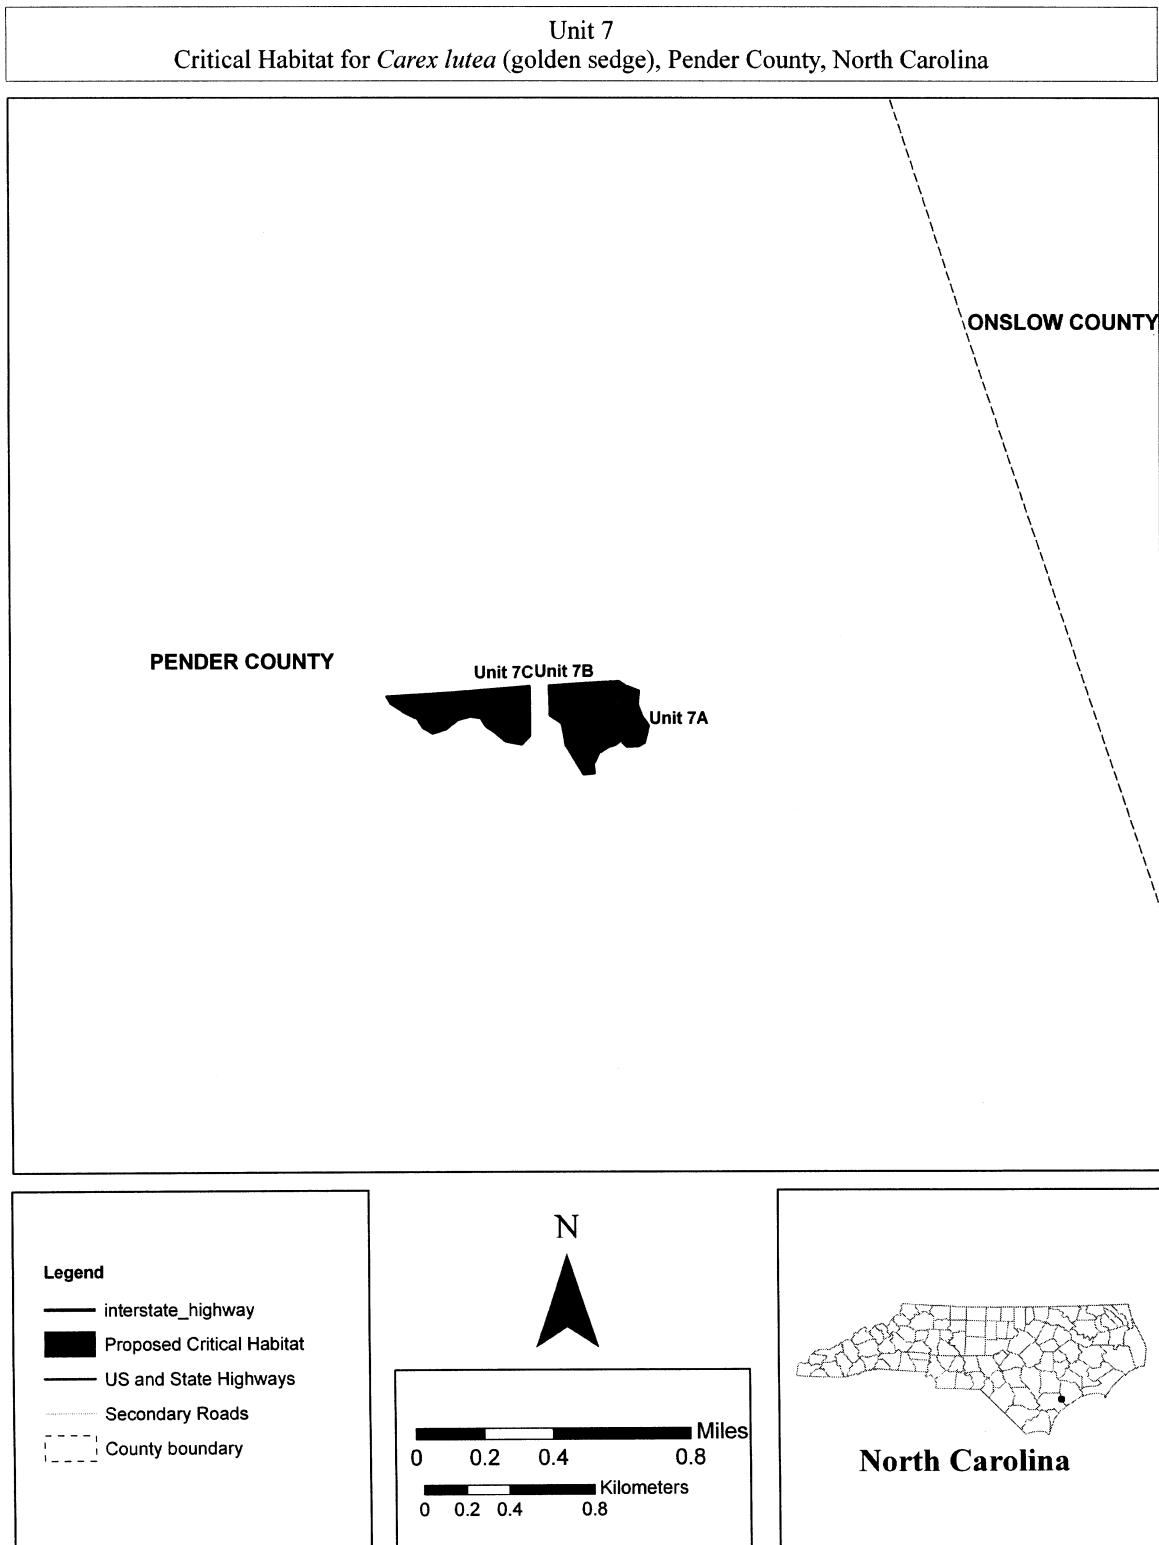 Unit 7
Critical Habitat for Carex lutea (golden sedge), Pender County, North Carolina
ONSLOW COUNTY
PENDER COUNTY
Unit 7C Unit 7B
Unit 7A
Legend
interstate_highway
Proposed Critical Habitat
US and State Highways
Secondary Roads
County boundary
N
Miles
0 0.2 0.4 0.8
Kilometers
0 0.2 0.4 0.8
North Carolina